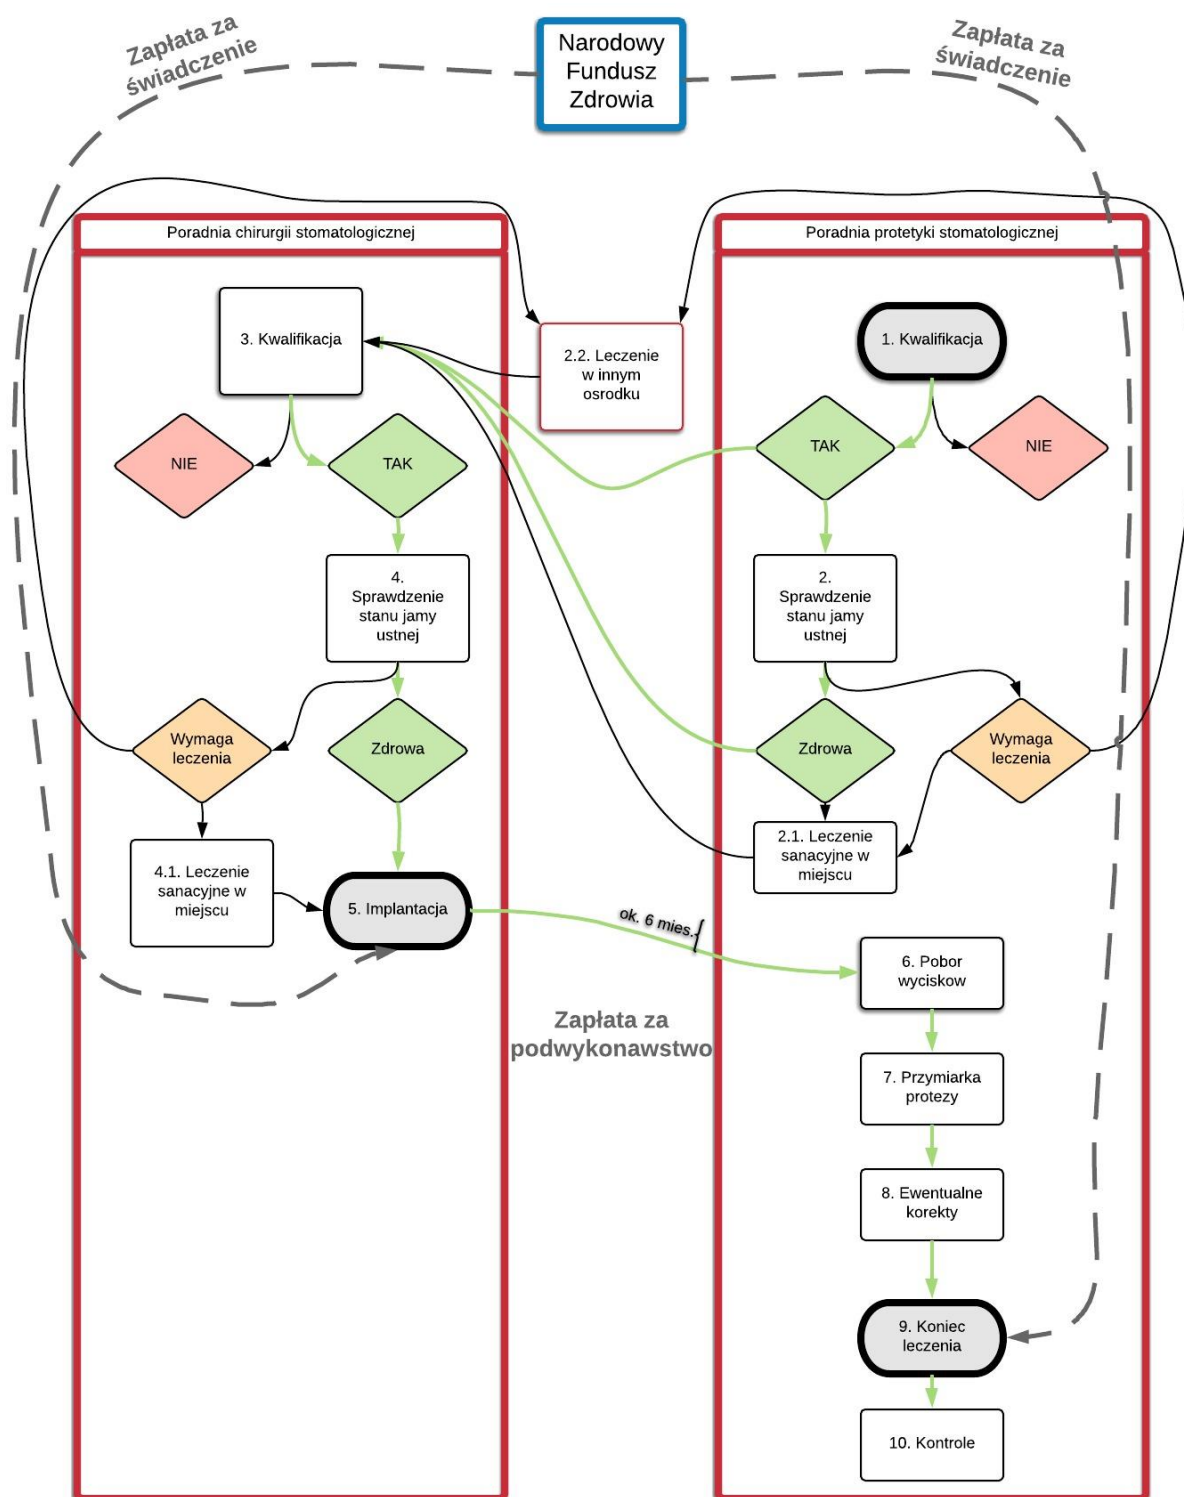 Zapłata za
świadczenie
Narodowy
Fundusz
Zdrowia
Zapłata za
świadczenie
Poradnia chirurgii stomatologicznej
Poradnia protetyki stomatologicznej
3. Kwalifikacja
2.2. Leczenie
w innym
osrodku
1. Kwalifikacja
NIE
TAK
TAK
NIE
4.
Sprawdzenie
stanu jamy
ustnej
2.
Sprawdzenie
stanu jamy
ustnej
Wymaga
leczenia
Zdrowa
Zdrowa
Wymaga
leczenia
4.1. Leczenie
sanacyjne w
miejscu
2.1. Leczenie
sanacyjne w
miejscu
5. Implantacja
ok. 6 mies.
6. Pobor
wyciskow
Zapłata za
podwykonawstwo
7. Przymiarka
protezy
8. Ewentualne
korekty
9. Koniec
leczenia
10. Kontrole